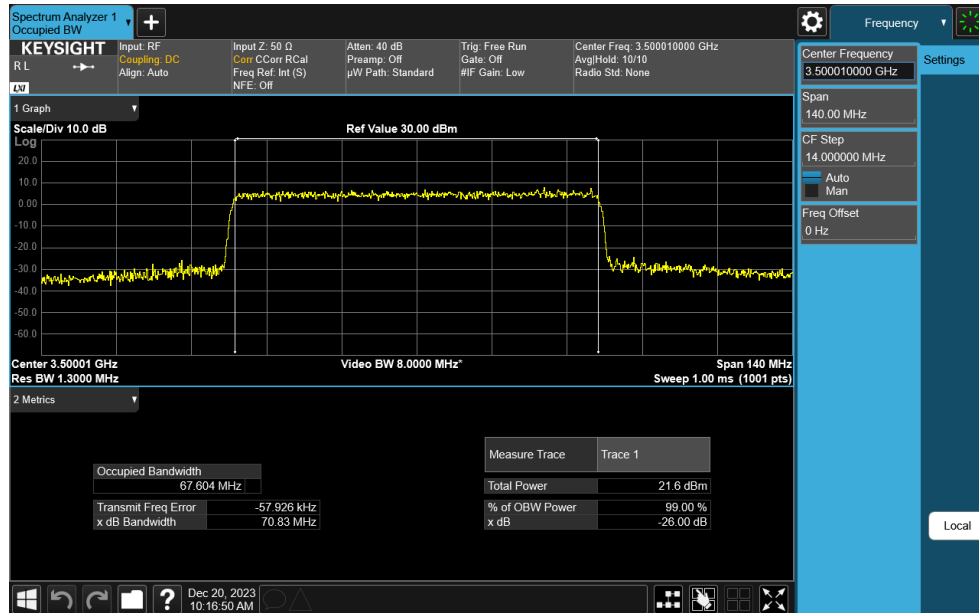 Spectrum Analyzer 1
Occupied BW
Frequency
KEYSIGHT
RL
LXI
Input: RF
Coupling: DC
Align: Auto
Input Z: 50 Ω
Corr CCorr RCal
Freq Ref: Int (S)
NFE: Off
Atten: 40 dB
Preamp: Off
µW Path: Standard
Trig: Free Run
Gate: Off
#IF Gain: Low
Center Freq: 3.500010000 GHz
Avg|Hold: 10/10
Radio Std: None
Center Frequency
3.500010000 GHz
Settings
Span
140.00 MHz
CF Step
14.000000 MHz
Auto
Man
Freq Offset
0 Hz
Local
1 Graph
Scale/Div 10.0 dB
Ref Value 30.00 dBm
Log
20.0
10.0
0.00
-10.0
-20.0
-30.0
-40.0
-50.0
-60.0
Center 3.50001 GHz
Video BW 8.0000 MHz*
Span 140 MHz
Res BW 1.3000 MHz
Sweep 1.00 ms (1001 pts)
2 Metrics
Occupied Bandwidth
67.604 MHz
Transmit Freq Error -57.926 kHz
x dB Bandwidth 70.83 MHz
Measure Trace Trace 1
Total Power 21.6 dBm
% of OBW Power 99.00 %
x dB -26.00 dB
?
Dec 20, 2023
10:16:50 AM